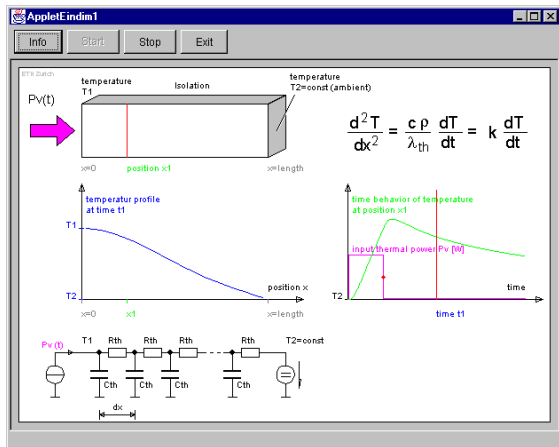 AppletEindim1
Info
Start
Stop
Exit
ETH Zurich
temperature
T1
Isolation
temperature
T2=const (ambient)
Pv(t)
d²T/dx² = c ρ/λth dT/dt = k dT/dt
x=0
position x1
x=length
temperatur profile
at time t1
T1
T2
position x
x=0
x1
x=length
time behavior of temperature
at position x1
input thermal power Pv [W]
T2
time
time t1
Pv (t)
T1
Rth
Rth
Rth
Rth
T2=const
Cth
Cth
Cth
Cth
dx